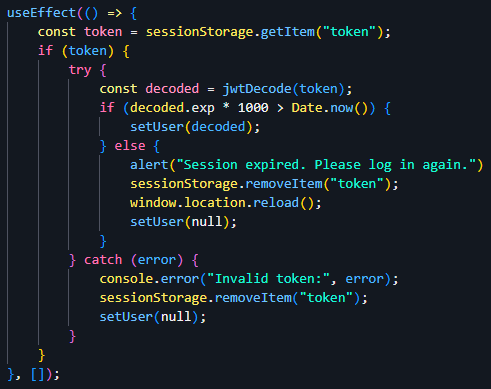 useEffect(() => {
    const token = sessionStorage.getItem("token");
    if (token) {
        try {
            const decoded = jwtDecode(token);
            if (decoded.exp * 1000 > Date.now()) {
                setUser(decoded);
            } else {
                alert("Session expired. Please log in again.")
                sessionStorage.removeItem("token");
                window.location.reload();
                setUser(null);
            }
        } catch (error) {
            console.error("Invalid token:", error);
            sessionStorage.removeItem("token");
            setUser(null);
        }
    }
}, []);